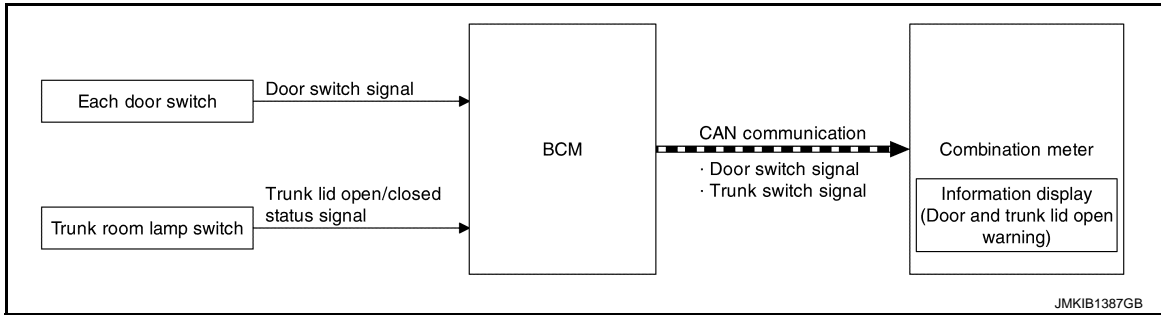 Each door switch
Door switch signal
Trunk room lamp switch
Trunk lid open/closed
status signal
BCM
CAN communication
· Door switch signal
· Trunk switch signal
Combination meter
Information display
(Door and trunk lid open
warning)
JMKIB1387GB